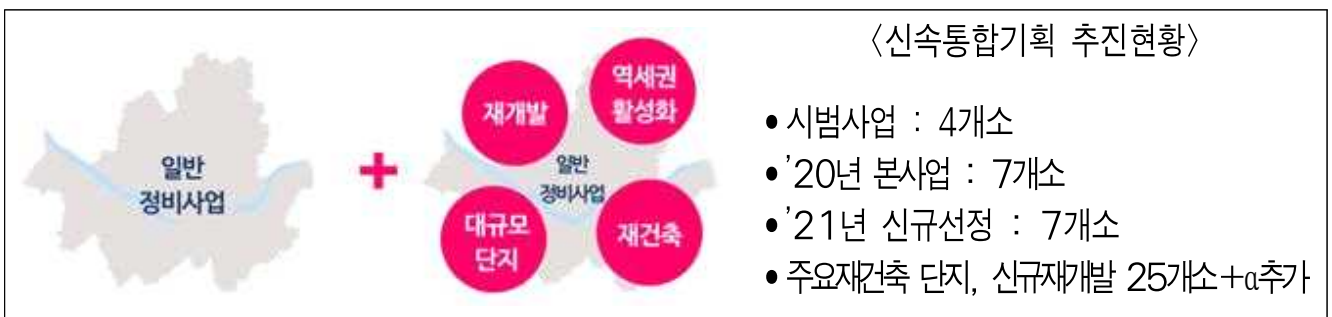 일반
정비사업
+
재개발
역세권
활성화
일반
정비사업
대규모
단지
재건축
〈신속통합기획 추진현황〉
• 시범사업 : 4개소
• ’20년 본사업 : 7개소
• ’21년 신규선정 : 7개소
• 주요재건축 단지, 신규재개발 25개소+α추가